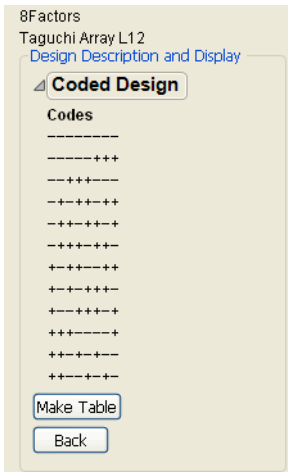 8Factors
Taguchi Array L12
Design Description and Display
Coded Design
Codes
--------
-----+++
--+++---
-+-++-++
-++-++-+
-+++-++-
+-++--++
+-+-+++-
+--+++-+
+++----+
++-+-+--
++--+-+-
Make Table
Back